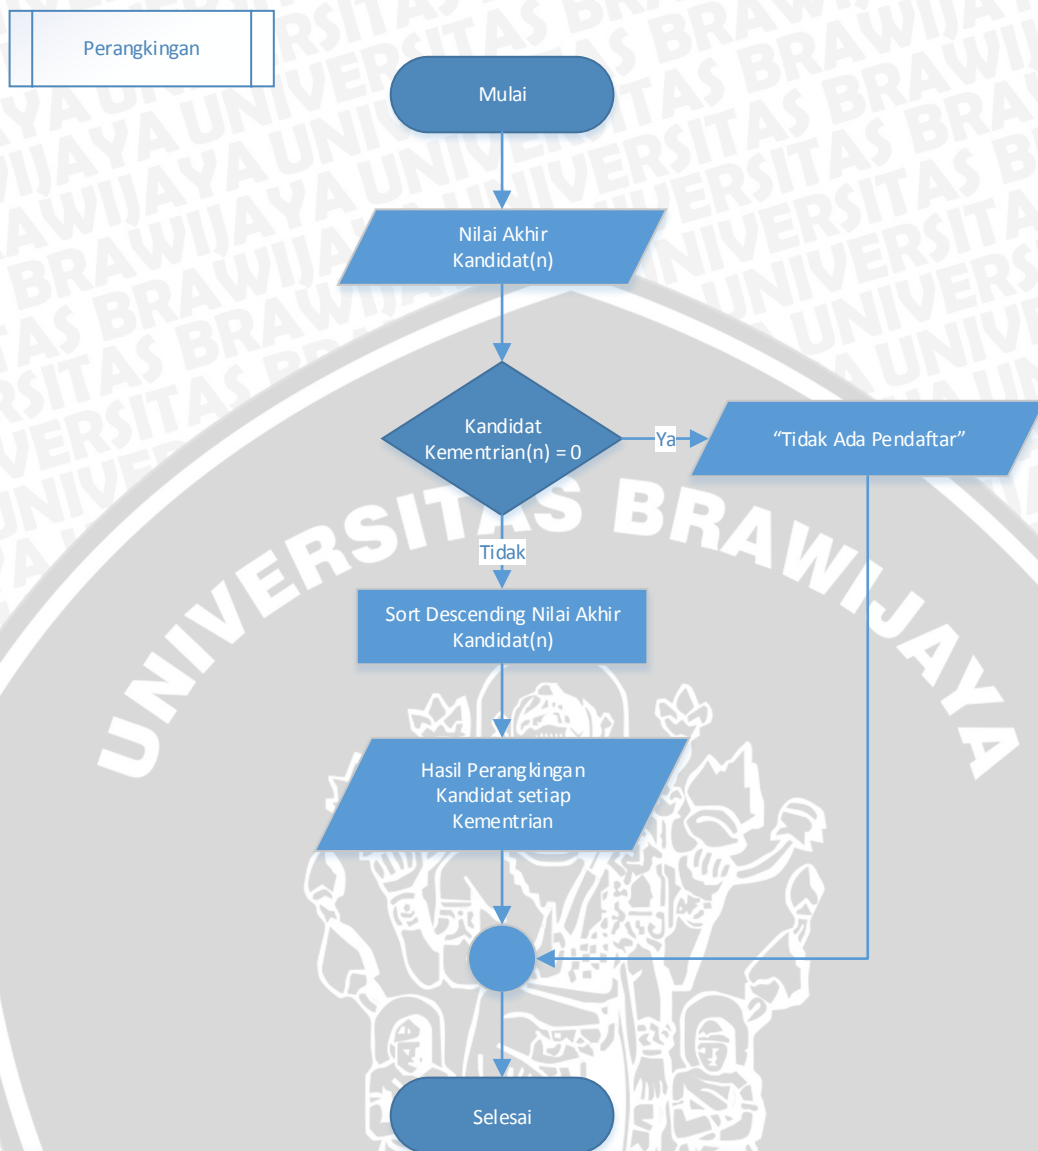 Perangkingan
Mulai
Nilai Akhir
Kandidat(n)
Kandidat
Kementrian(n) = 0
Ya
“Tidak Ada Pendaftar”
Tidak
Sort Descending Nilai Akhir
Kandidat(n)
Hasil Perangkingan
Kandidat setiap
Kementrian
Selesai
UNIVERSITAS BRAWIJAYA